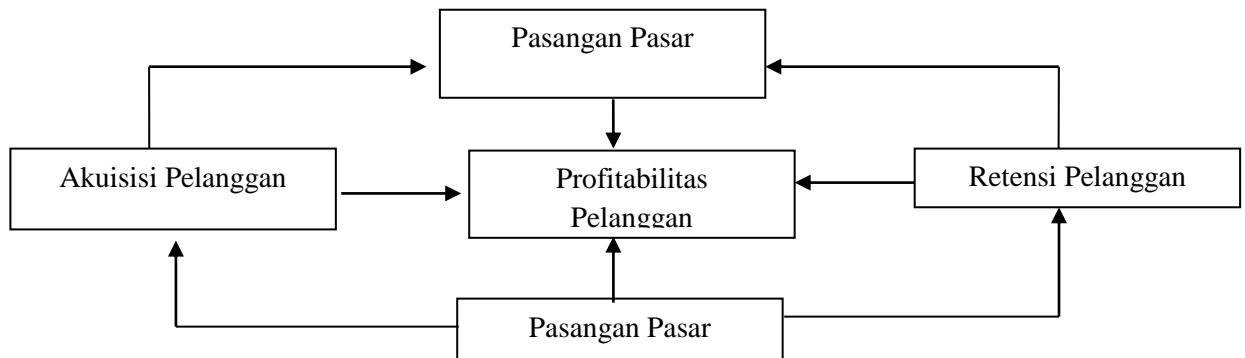 Pasangan Pasar
Akuisisi Pelanggan
Profitabilitas
Pelanggan
Retensi Pelanggan
Pasangan Pasar